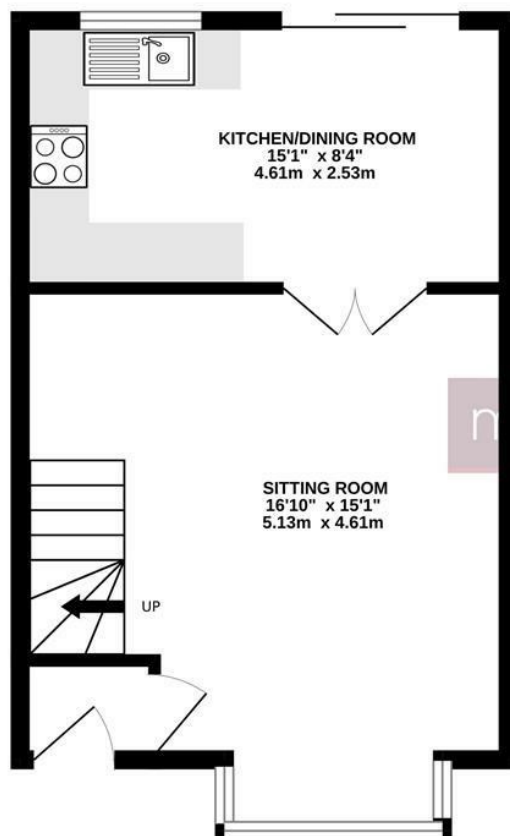 KITCHEN/DINING ROOM
15'1" x 8'4"
4.61m x 2.53m
SITTING ROOM
16'10" x 15'1"
5.13m x 4.61m
UP
m